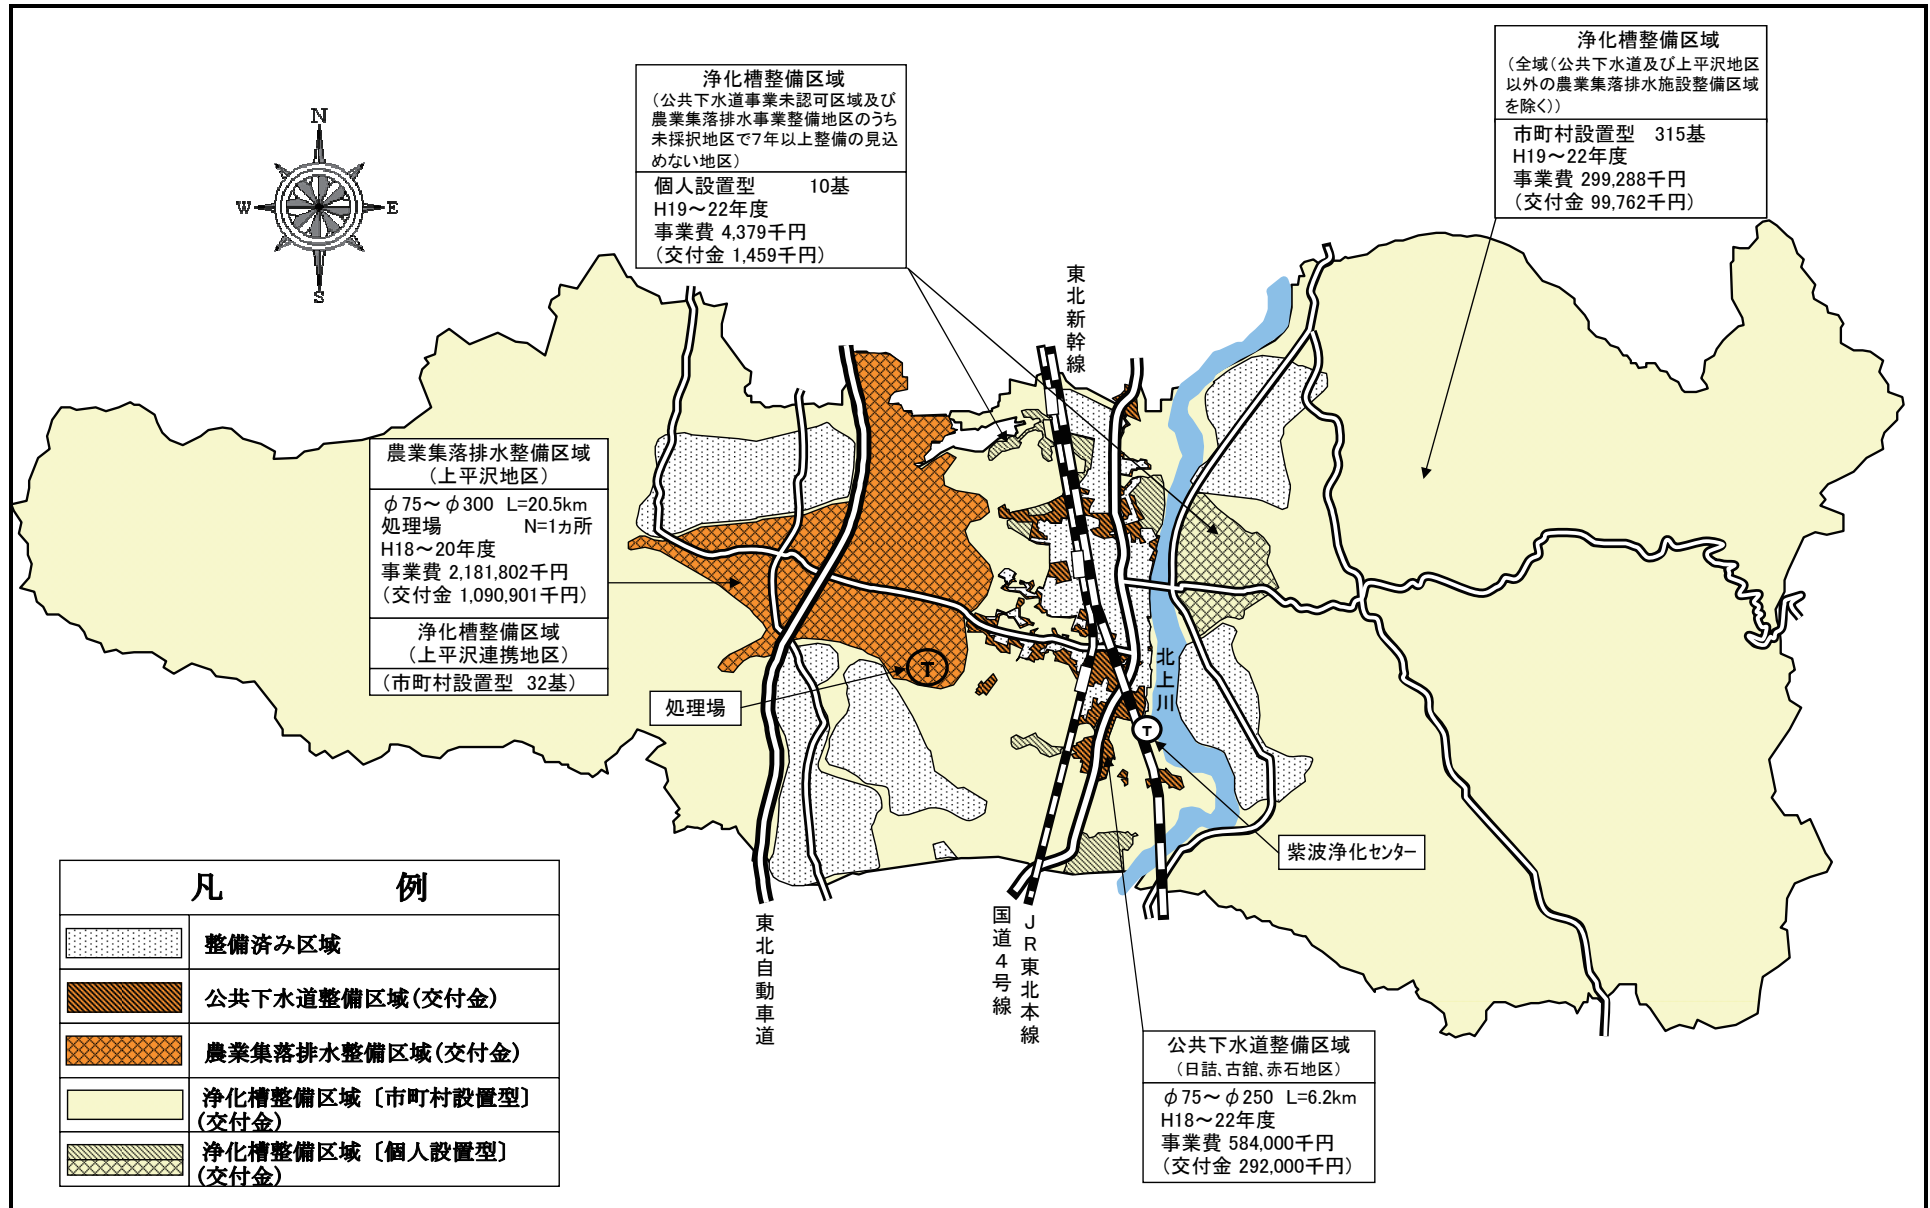 N
W
E
S
浄化槽整備区域
（公共下水道事業未認可区域及び
農業集落排水事業整備地区のうち
未採択地区で7年以上整備の見込
めない地区）
個人設置型　　10基
H19～22年度
事業費 4,379千円
（交付金 1,459千円）
浄化槽整備区域
（全域（公共下水道及び上平沢地区
以外の農業集落排水施設整備区域
を除く））
市町村設置型　315基
H19～22年度
事業費 299,288千円
（交付金 99,762千円）
東北新幹線
農業集落排水整備区域
（上平沢地区）
φ75～φ300 L=20.5km
処理場　　N=1ヵ所
H18～20年度
事業費 2,181,802千円
（交付金 1,090,901千円）
浄化槽整備区域
（上平沢連携地区）
（市町村設置型 32基）
処理場
T
北上川
T
紫波浄化センター
東北自動車道
国道４号線
ＪＲ東北本線
公共下水道整備区域
（日詰、古舘、赤石地区）
φ75～φ250 L=6.2km
H18～22年度
事業費 584,000千円
（交付金 292,000千円）
凡　例
整備済み区域
公共下水道整備区域(交付金)
農業集落排水整備区域(交付金)
浄化槽整備区域〔市町村設置型〕
(交付金)
浄化槽整備区域〔個人設置型〕
(交付金)